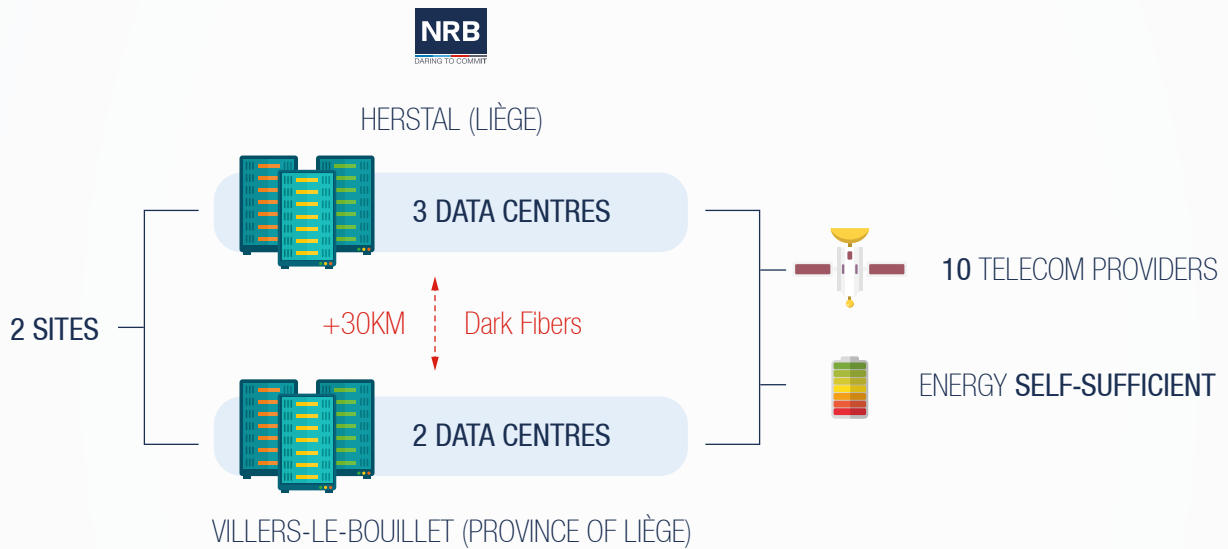 NRB
DARING TO COMMIT
HERSTAL (LIÈGE)
3 DATA CENTRES
10 TELECOM PROVIDERS
2 SITES
+30KM
Dark Fibers
ENERGY SELF-SUFFICIENT
2 DATA CENTRES
VILLERS-LE-BOUILLET (PROVINCE OF LIÈGE)